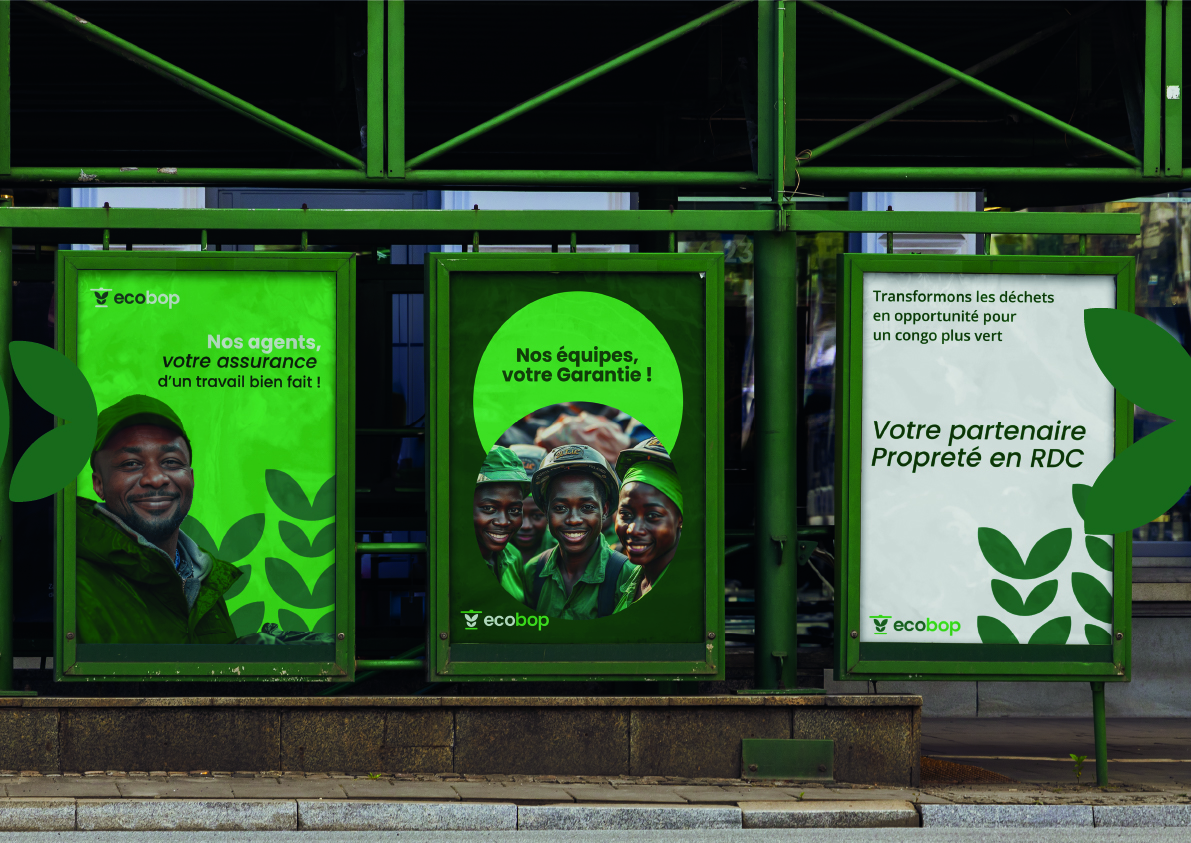 ecobop
Nos agents,
votre assurance
d'un travail bien fait !
Nos équipes,
votre Garantie !
ecobop
Transformons les déchets
en opportunité pour
un congo plus vert
Votre partenaire
Propreté en RDC
ecobop